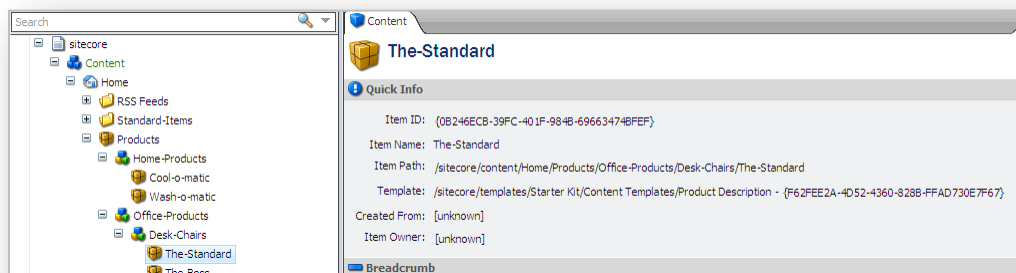 Search
sitecore
Content
Home
RSS Feeds
Standard-Items
Products
Home-Products
Cool-o-matic
Wash-o-matic
Office-Products
Desk-Chairs
The-Standard
The-Boss
Content
The-Standard
Quick Info
Item ID: {0B246ECB-39FC-401F-984B-69663474BFEF}
Item Name: The-Standard
Item Path: /sitecore/content/Home/Products/Office-Products/Desk-Chairs/The-Standard
Template: /sitecore/templates/Starter Kit/Content Templates/Product Description - {F62FEE2A-4D52-4360-828B-FFAD730E7F67}
Created From: [unknown]
Item Owner: [unknown]
Breadcrumb